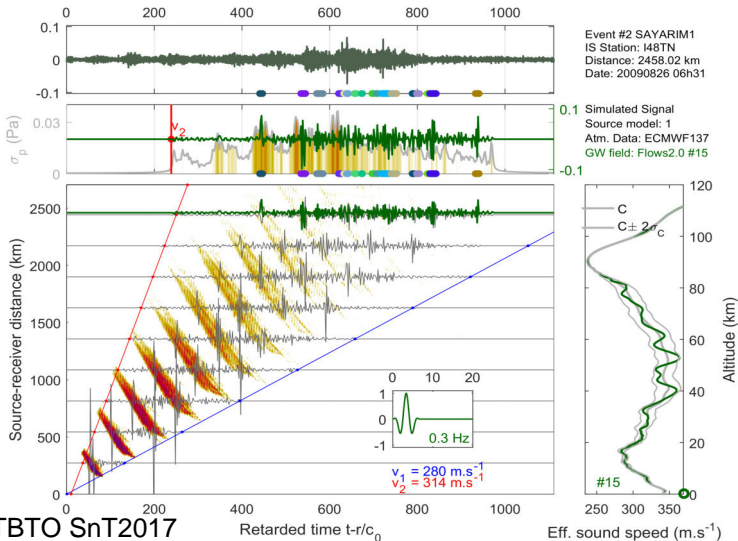 0 200 400 600 800 1000
0.1
0
-0.1
Event #2 SAYARIM1
IS Station: I48TN
Distance: 2458.02 km
Date: 20090826 06h31
σp (Pa)
0.03
0
v2
0.1
-0.1
Simulated Signal
Source model: 1
Atm. Data: ECMWF137
GW field: Flows2.0 #15
Source-receiver distance (km)
2500
2000
1500
1000
500
0
0 10 20
1
0
-1
0.3 Hz
v1 = 280 m.s-1
v2 = 314 m.s-1
0 200 400 600 800 1000
Retarded time t-r/c0
C
C± 2σC
120
100
80
60
40
20
0
Altitude (km)
#15
250 300 350
Eff. sound speed (m.s-1)
TBTO SnT2017